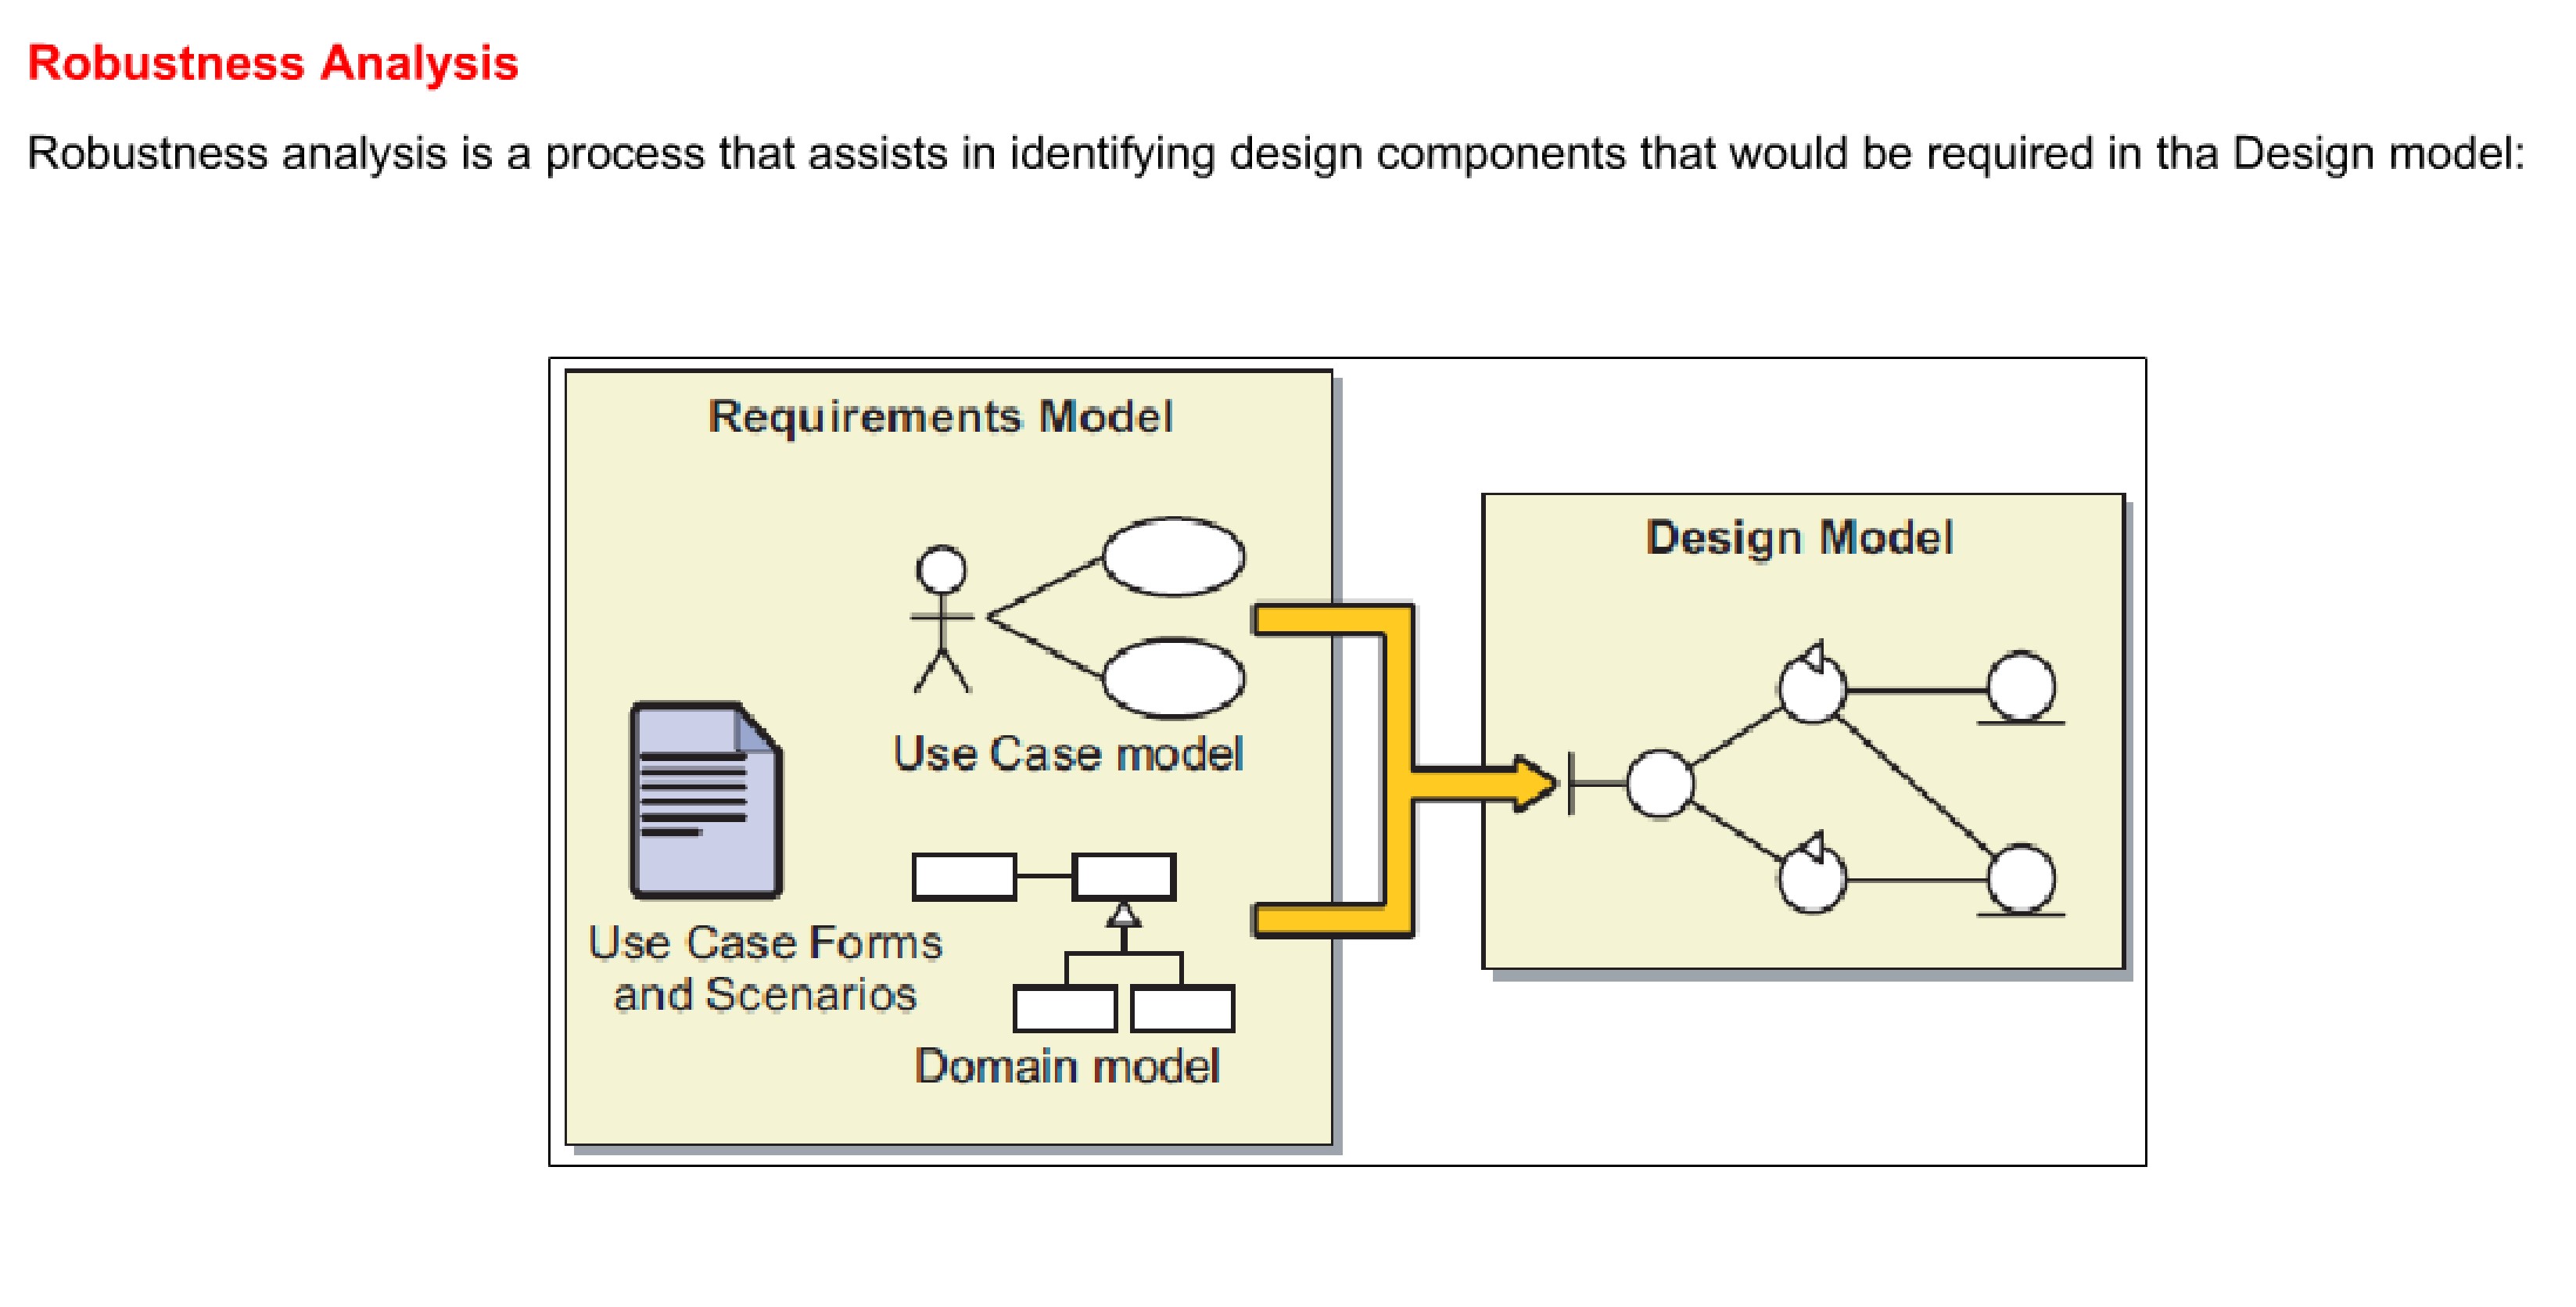 Robustness Analysis
Robustness analysis is a process that assists in identifying design components that would be required in tha Design model:
Requirements Model
Design Model
Use Case model
Use Case Forms
and Scenarios
Domain model